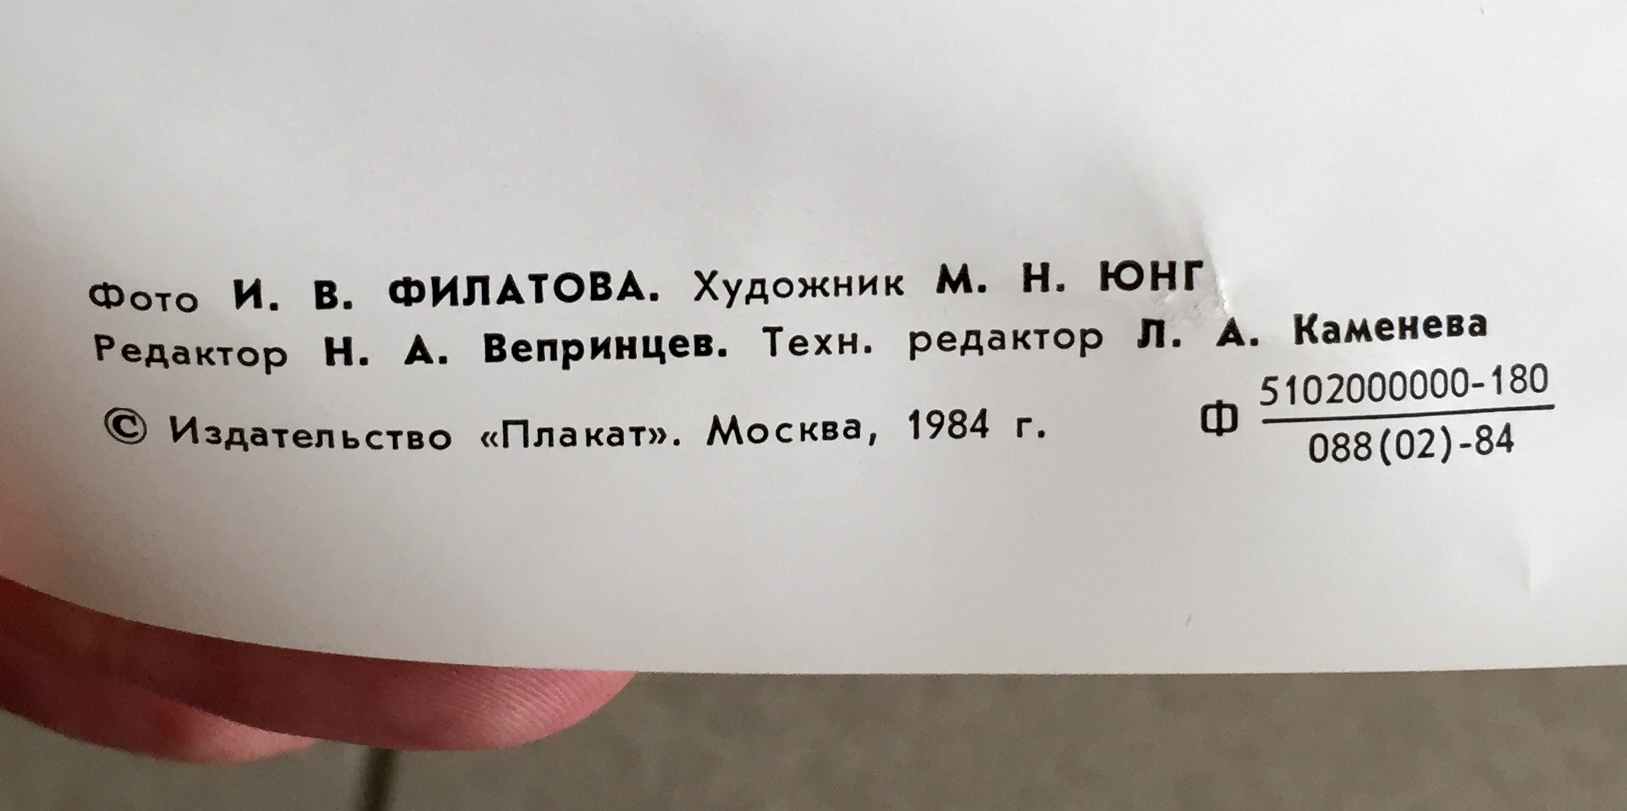 Фото И. В. ФИЛАТОВА. Художник М. Н. ЮНГ
Редактор Н. А. Вепринцев. Техн. редактор Л. А. Каменева
© Издательство «Плакат». Москва, 1984 г.
Ф 5102000000-180
088(02)-84